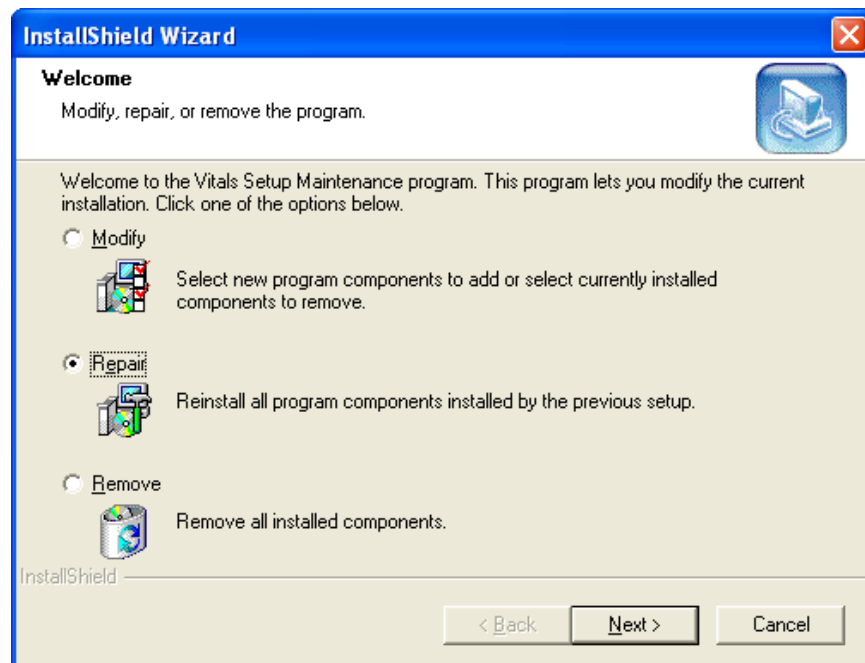 InstallShield Wizard
Welcome
Modify, repair, or remove the program.
Welcome to the Vitals Setup Maintenance program. This program lets you modify the current
installation. Click one of the options below.
Modify
Select new program components to add or select currently installed
components to remove.
Repair
Reinstall all program components installed by the previous setup.
Remove
Remove all installed components.
InstallShield
< Back
Next >
Cancel